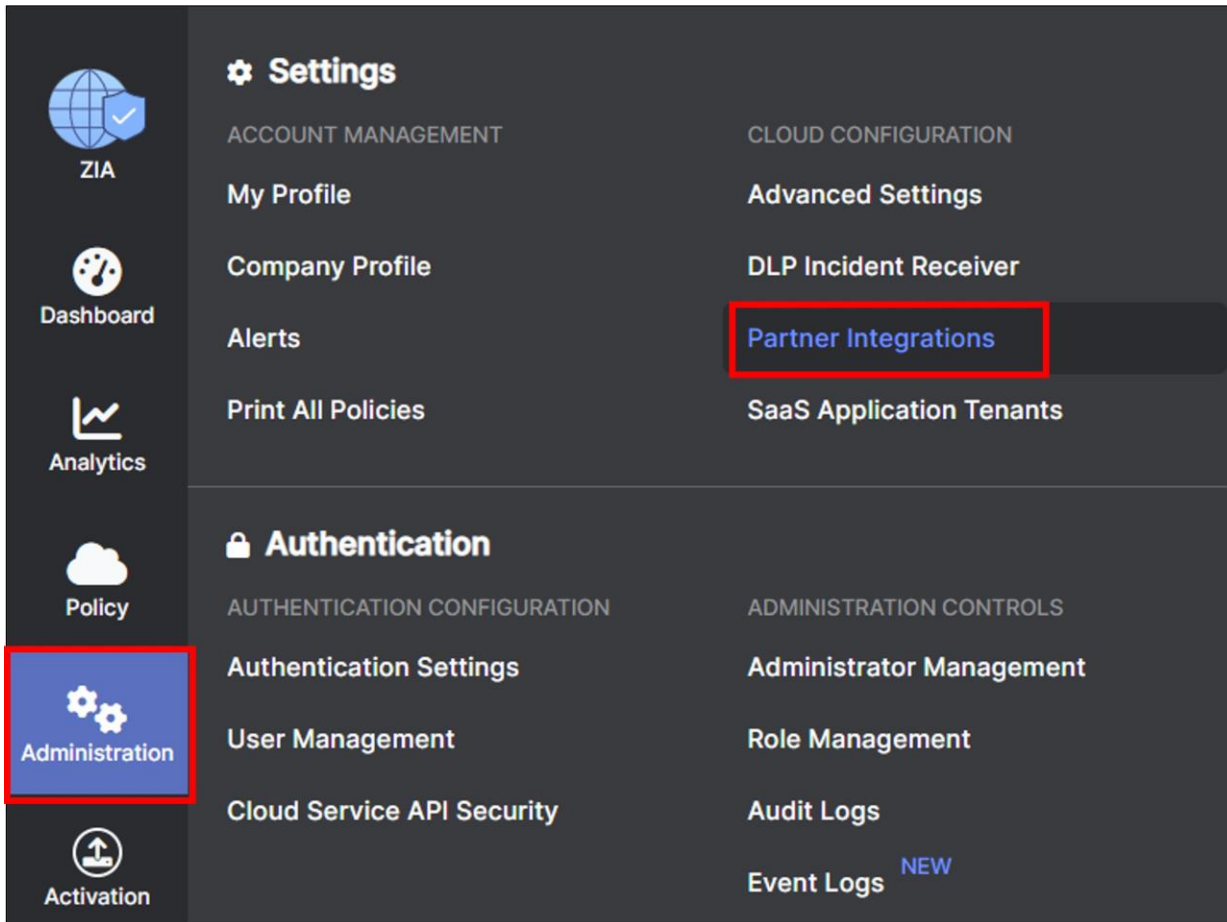 ZIA
Dashboard
Analytics
Policy
Administration
Activation
Settings
ACCOUNT MANAGEMENT
My Profile
Company Profile
Alerts
Print All Policies
CLOUD CONFIGURATION
Advanced Settings
DLP Incident Receiver
Partner Integrations
SaaS Application Tenants
Authentication
AUTHENTICATION CONFIGURATION
Authentication Settings
User Management
Cloud Service API Security
ADMINISTRATION CONTROLS
Administrator Management
Role Management
Audit Logs
Event Logs NEW